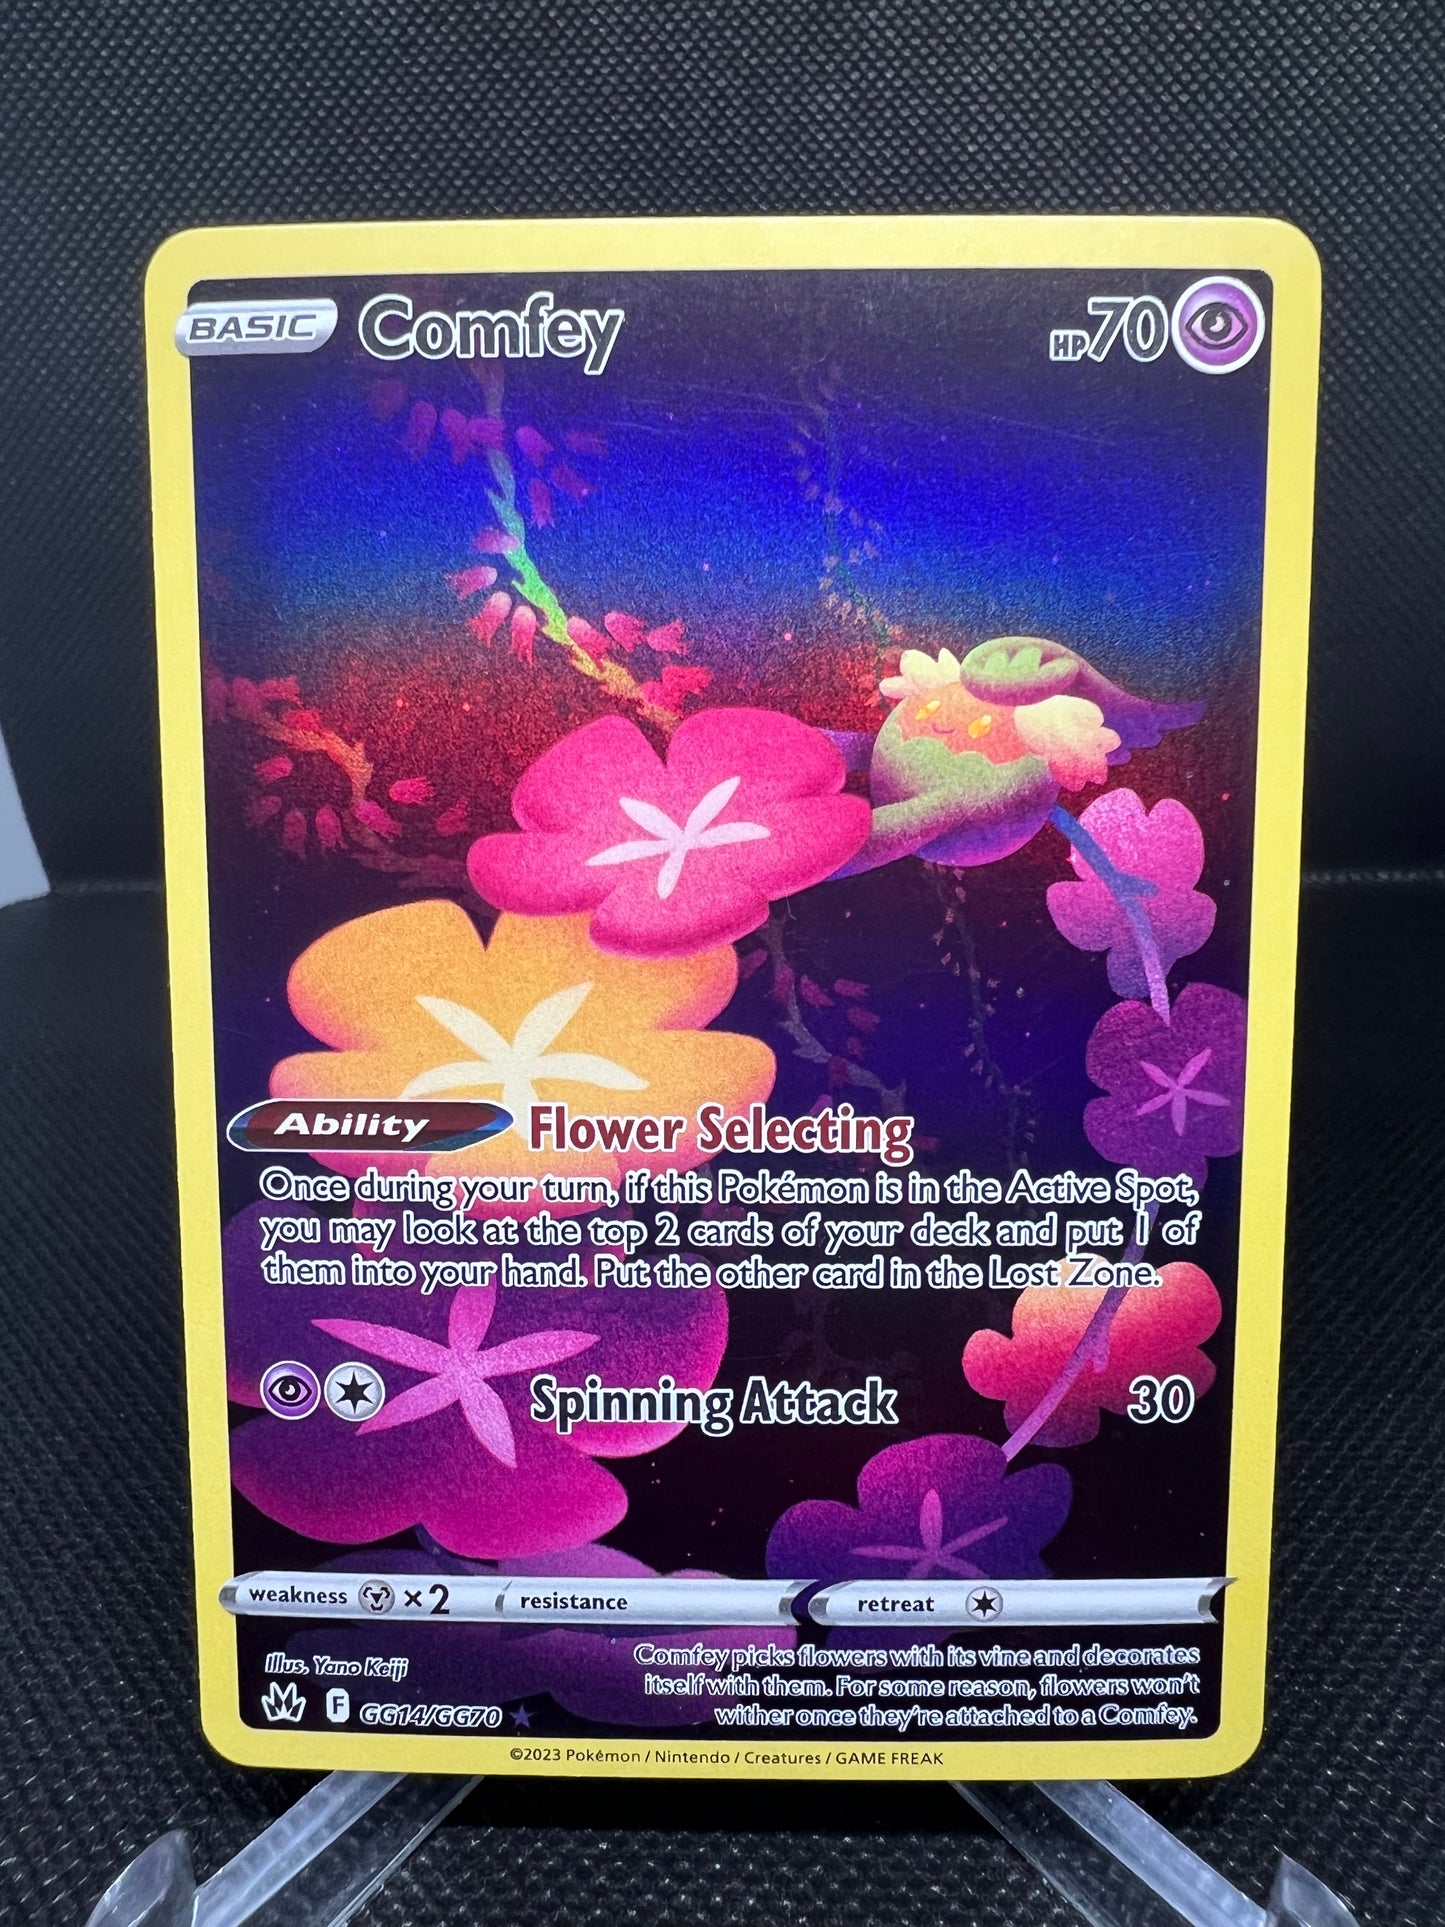 BASIC Comfey HP70
Ability Flower Selecting
Once during your turn, if this Pokémon is in the Active Spot,
you may look at the top 2 cards of your deck and put 1 of
them into your hand. Put the other card in the Lost Zone.
Spinning Attack 30
weakness ×2 resistance retreat
Illus. Yano Keiji
F GG14/GG70
Comfey picks flowers with its vine and decorates
itself with them. For some reason, flowers won't
wither once they're attached to a Comfey.
©2023 Pokémon / Nintendo / Creatures / GAME FREAK